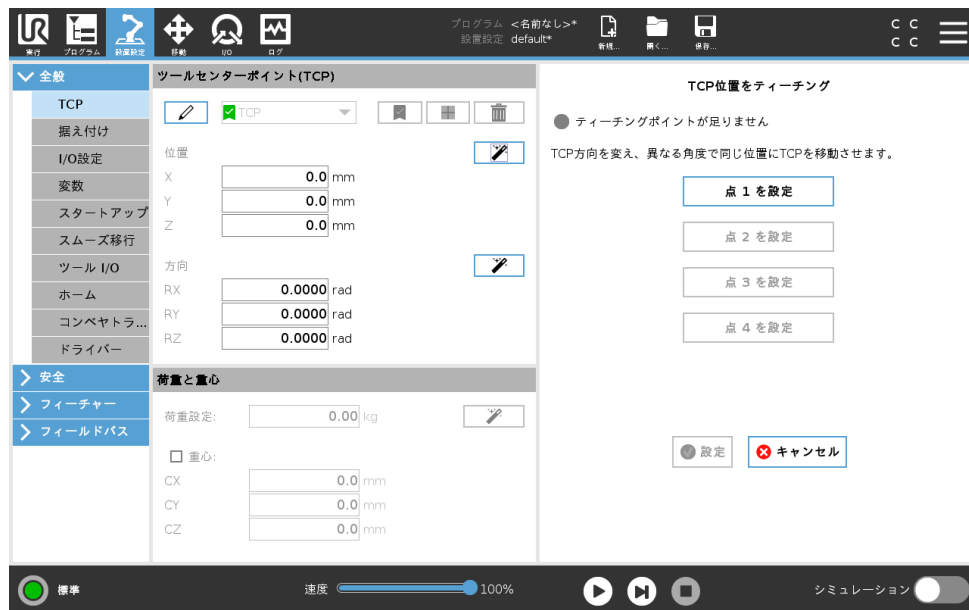 UR
実行
プログラム
設置設定
移動
I/O
ログ
プログラム <名前なし>*
設置設定 default*
新規...
開く...
保存...
C C
C C
全般
TCP
据え付け
I/O設定
変数
スタートアップ
スムーズ移行
ツール I/O
ホーム
コンベヤトラ...
ドライバー
安全
フィーチャー
フィールドバス
ツールセンターポイント(TCP)
TCP
位置
X 0.0 mm
Y 0.0 mm
Z 0.0 mm
方向
RX 0.0000 rad
RY 0.0000 rad
RZ 0.0000 rad
荷重と重心
荷重設定: 0.00 kg
重心:
CX 0.0 mm
CY 0.0 mm
CZ 0.0 mm
TCP位置をティーチング
ティーチングポイントが足りません
TCP方向を変え、異なる角度で同じ位置にTCPを移動させます。
点 1 を設定
点 2 を設定
点 3 を設定
点 4 を設定
設定
キャンセル
標準
速度 100%
シミュレーション